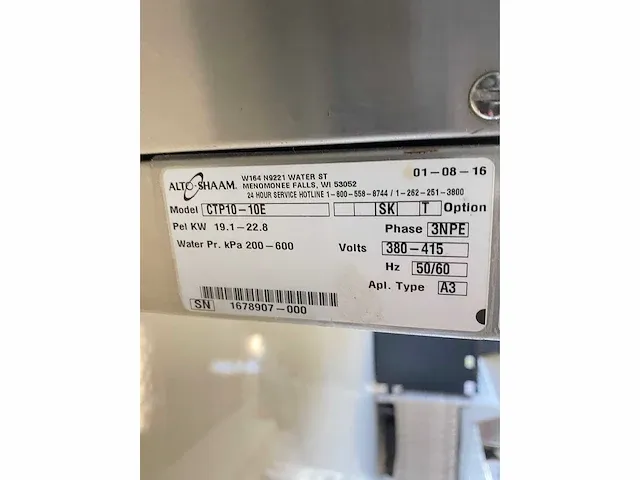 ALTO-SHAAM.
W164 N9221 WATER ST
MENOMONEE FALLS, WI 53052
24 HOUR SERVICE HOTLINE 1-800-558-8744 / 1-262-251-3800
01-08-16
Model CTP10-10E SK T Option
Pel KW 19.1-22.8 Phase 3NPE
Water Pr. kPa 200-600 Volts 380-415
Hz 50/60
Apl. Type A3
SN 1678907-000